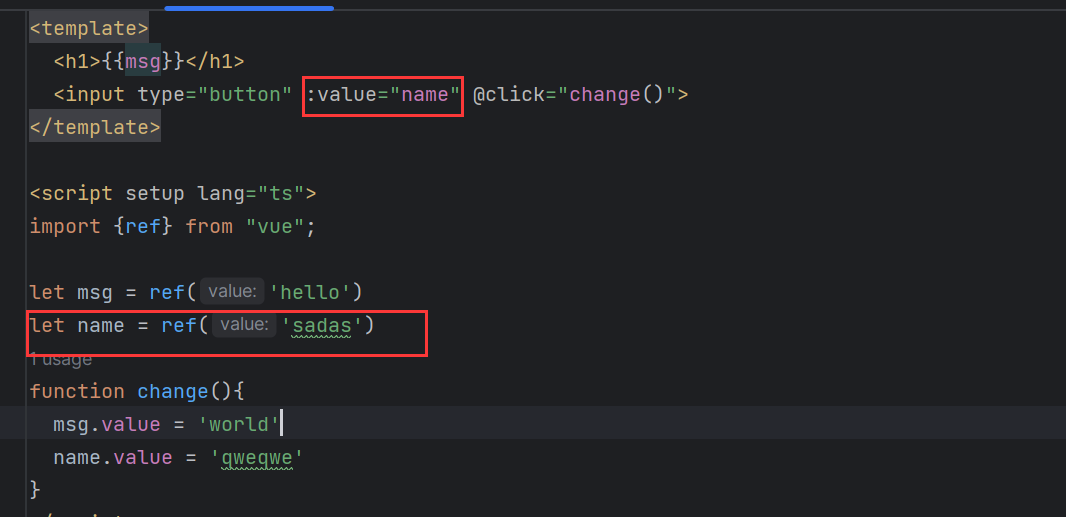 <template>
<h1>{{msg}}</h1>
<input type="button" :value="name" @click="change()">
</template>
<script setup lang="ts">
import {ref} from "vue";
let msg = ref( value: 'hello')
let name = ref( value: 'sadas')
1 usage
function change(){
msg.value = 'world'
name.value = 'qweqwe'
}